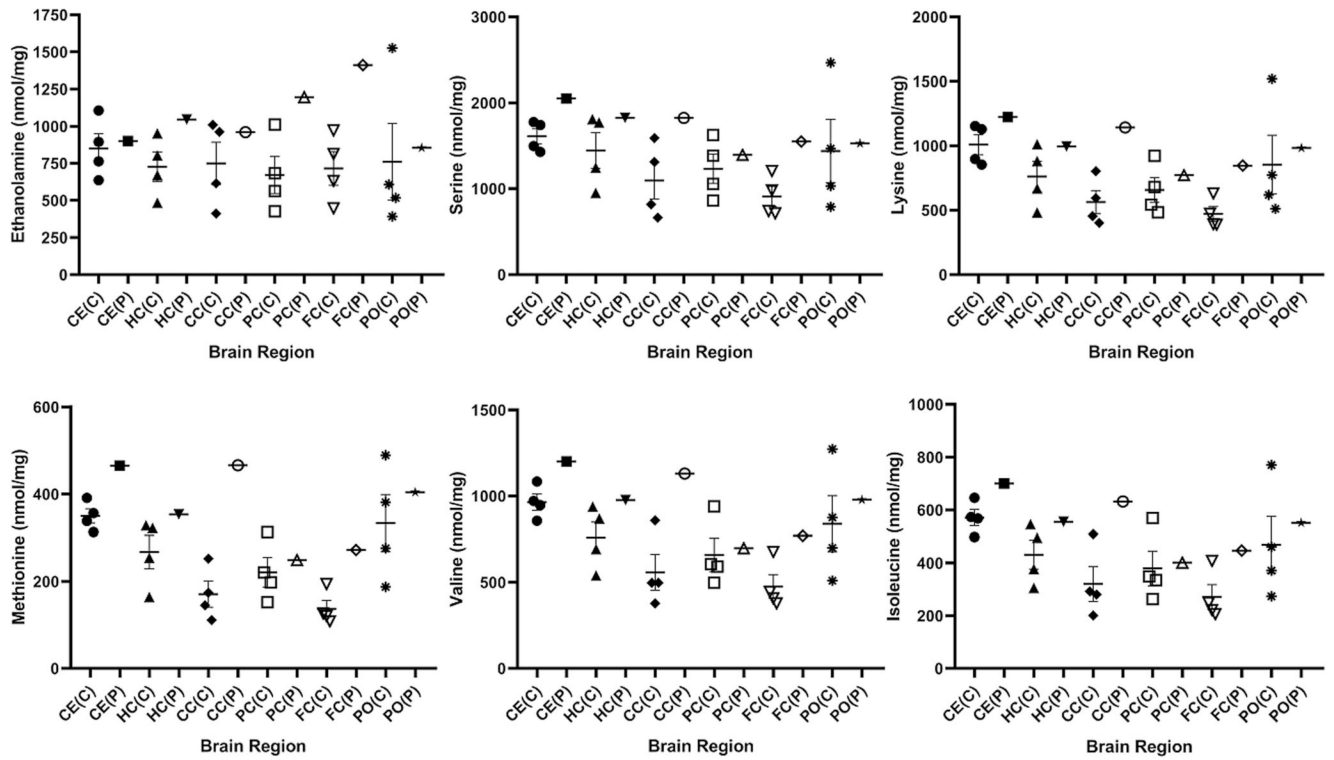 Ethanolamine (nmol/mg)
1750
1500
1250
1000
750
500
250
0
CE(C) CE(P) HC(C) HC(P) CC(C) CC(P) PC(C) PC(P) FC(C) FC(P) PO(C) PO(P)
Brain Region
Serine (nmol/mg)
3000
2000
1000
0
CE(C) CE(P) HC(C) HC(P) CC(C) CC(P) PC(C) PC(P) FC(C) FC(P) PO(C) PO(P)
Brain Region
Lysine (nmol/mg)
2000
1500
1000
500
0
CE(C) CE(P) HC(C) HC(P) CC(C) CC(P) PC(C) PC(P) FC(C) FC(P) PO(C) PO(P)
Brain Region
Methionine (nmol/mg)
600
400
200
0
CE(C) CE(P) HC(C) HC(P) CC(C) CC(P) PC(C) PC(P) FC(C) FC(P) PO(C) PO(P)
Brain Region
Valine (nmol/mg)
1500
1000
500
0
CE(C) CE(P) HC(C) HC(P) CC(C) CC(P) PC(C) PC(P) FC(C) FC(P) PO(C) PO(P)
Brain Region
Isoleucine (nmol/mg)
1000
800
600
400
200
0
CE(C) CE(P) HC(C) HC(P) CC(C) CC(P) PC(C) PC(P) FC(C) FC(P) PO(C) PO(P)
Brain Region